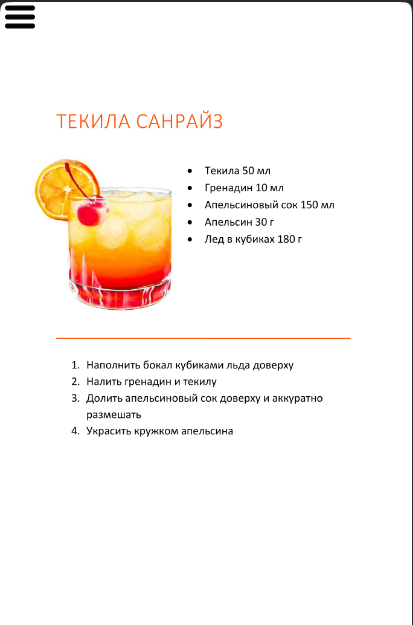 ТЕКИЛА САНРАЙЗ
• Текила 50 мл
• Гренадин 10 мл
• Апельсиновый сок 150 мл
• Апельсин 30 г
• Лед в кубиках 180 г
1. Наполнить бокал кубиками льда доверху
2. Налить гренадин и текилу
3. Долить апельсиновый сок доверху и аккуратно
размешать
4. Украсить кружком апельсина